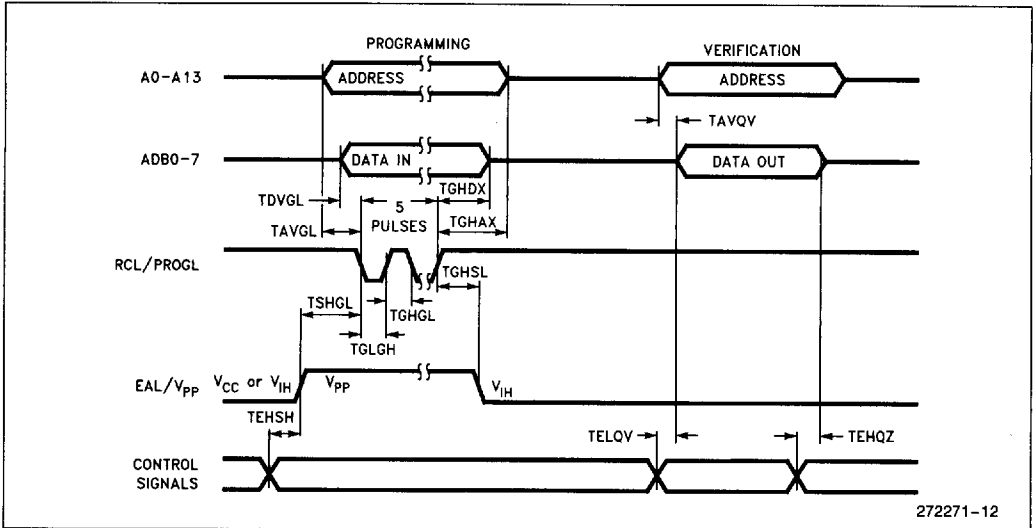 PROGRAMMING
VERIFICATION
A0-A13
ADDRESS
ADDRESS
TAVQV
ADB0-7
DATA IN
DATA OUT
TGHDX
TDVGL
5
PULSES
TAVGL
TGHAX
RCL/PROGL
TGHSL
TSHGL
TGHGL
TGLGH
EAL/VPP
VCC or VIH
VPP
VIH
TEHSH
TELQV
TEHQZ
CONTROL
SIGNALS
272271-12